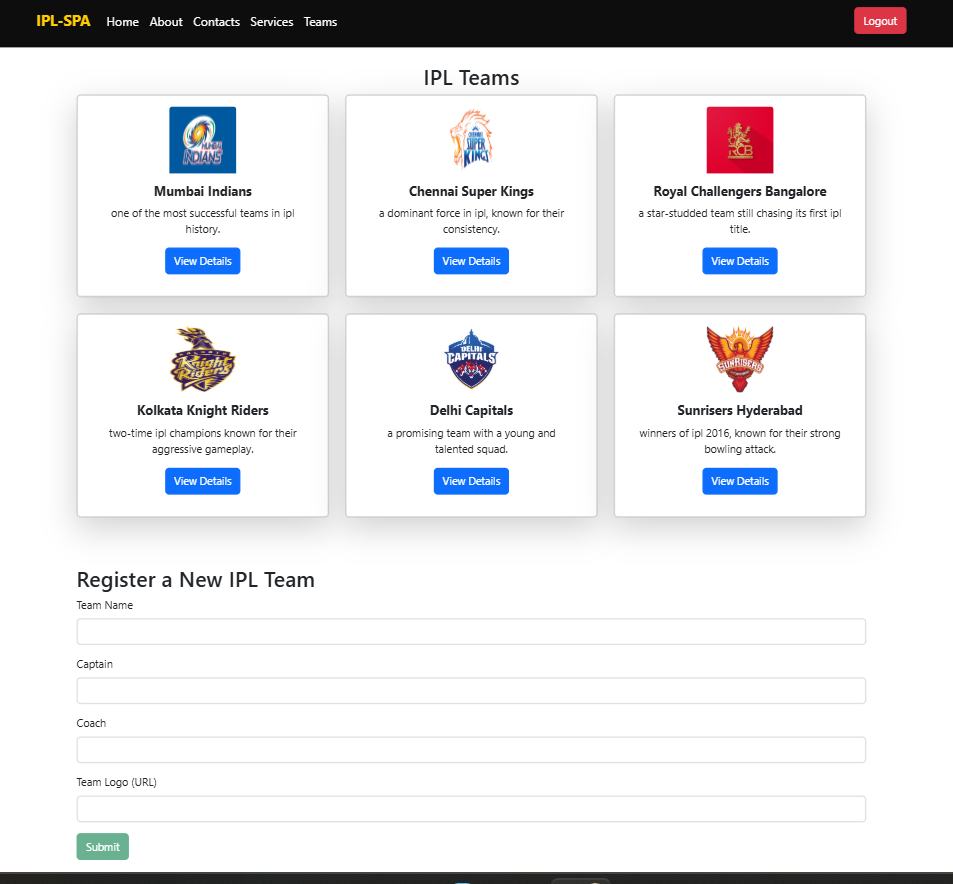 IPL-SPA Home About Contacts Services Teams Logout
IPL Teams
MUMBAI
INDIANS
CHENNAI
SUPER
KINGS
RCB
Mumbai Indians Chennai Super Kings Royal Challengers Bangalore
one of the most successful teams in ipl
history.
a dominant force in ipl, known for their
consistency.
a star-studded team still chasing its first ipl
title.
View Details View Details View Details
Knight
Riders
DELHI
CAPITALS
SUNRISERS
Kolkata Knight Riders Delhi Capitals Sunrisers Hyderabad
two-time ipl champions known for their
aggressive gameplay.
a promising team with a young and
talented squad.
winners of ipl 2016, known for their strong
bowling attack.
View Details View Details View Details
Register a New IPL Team
Team Name
Captain
Coach
Team Logo (URL)
Submit